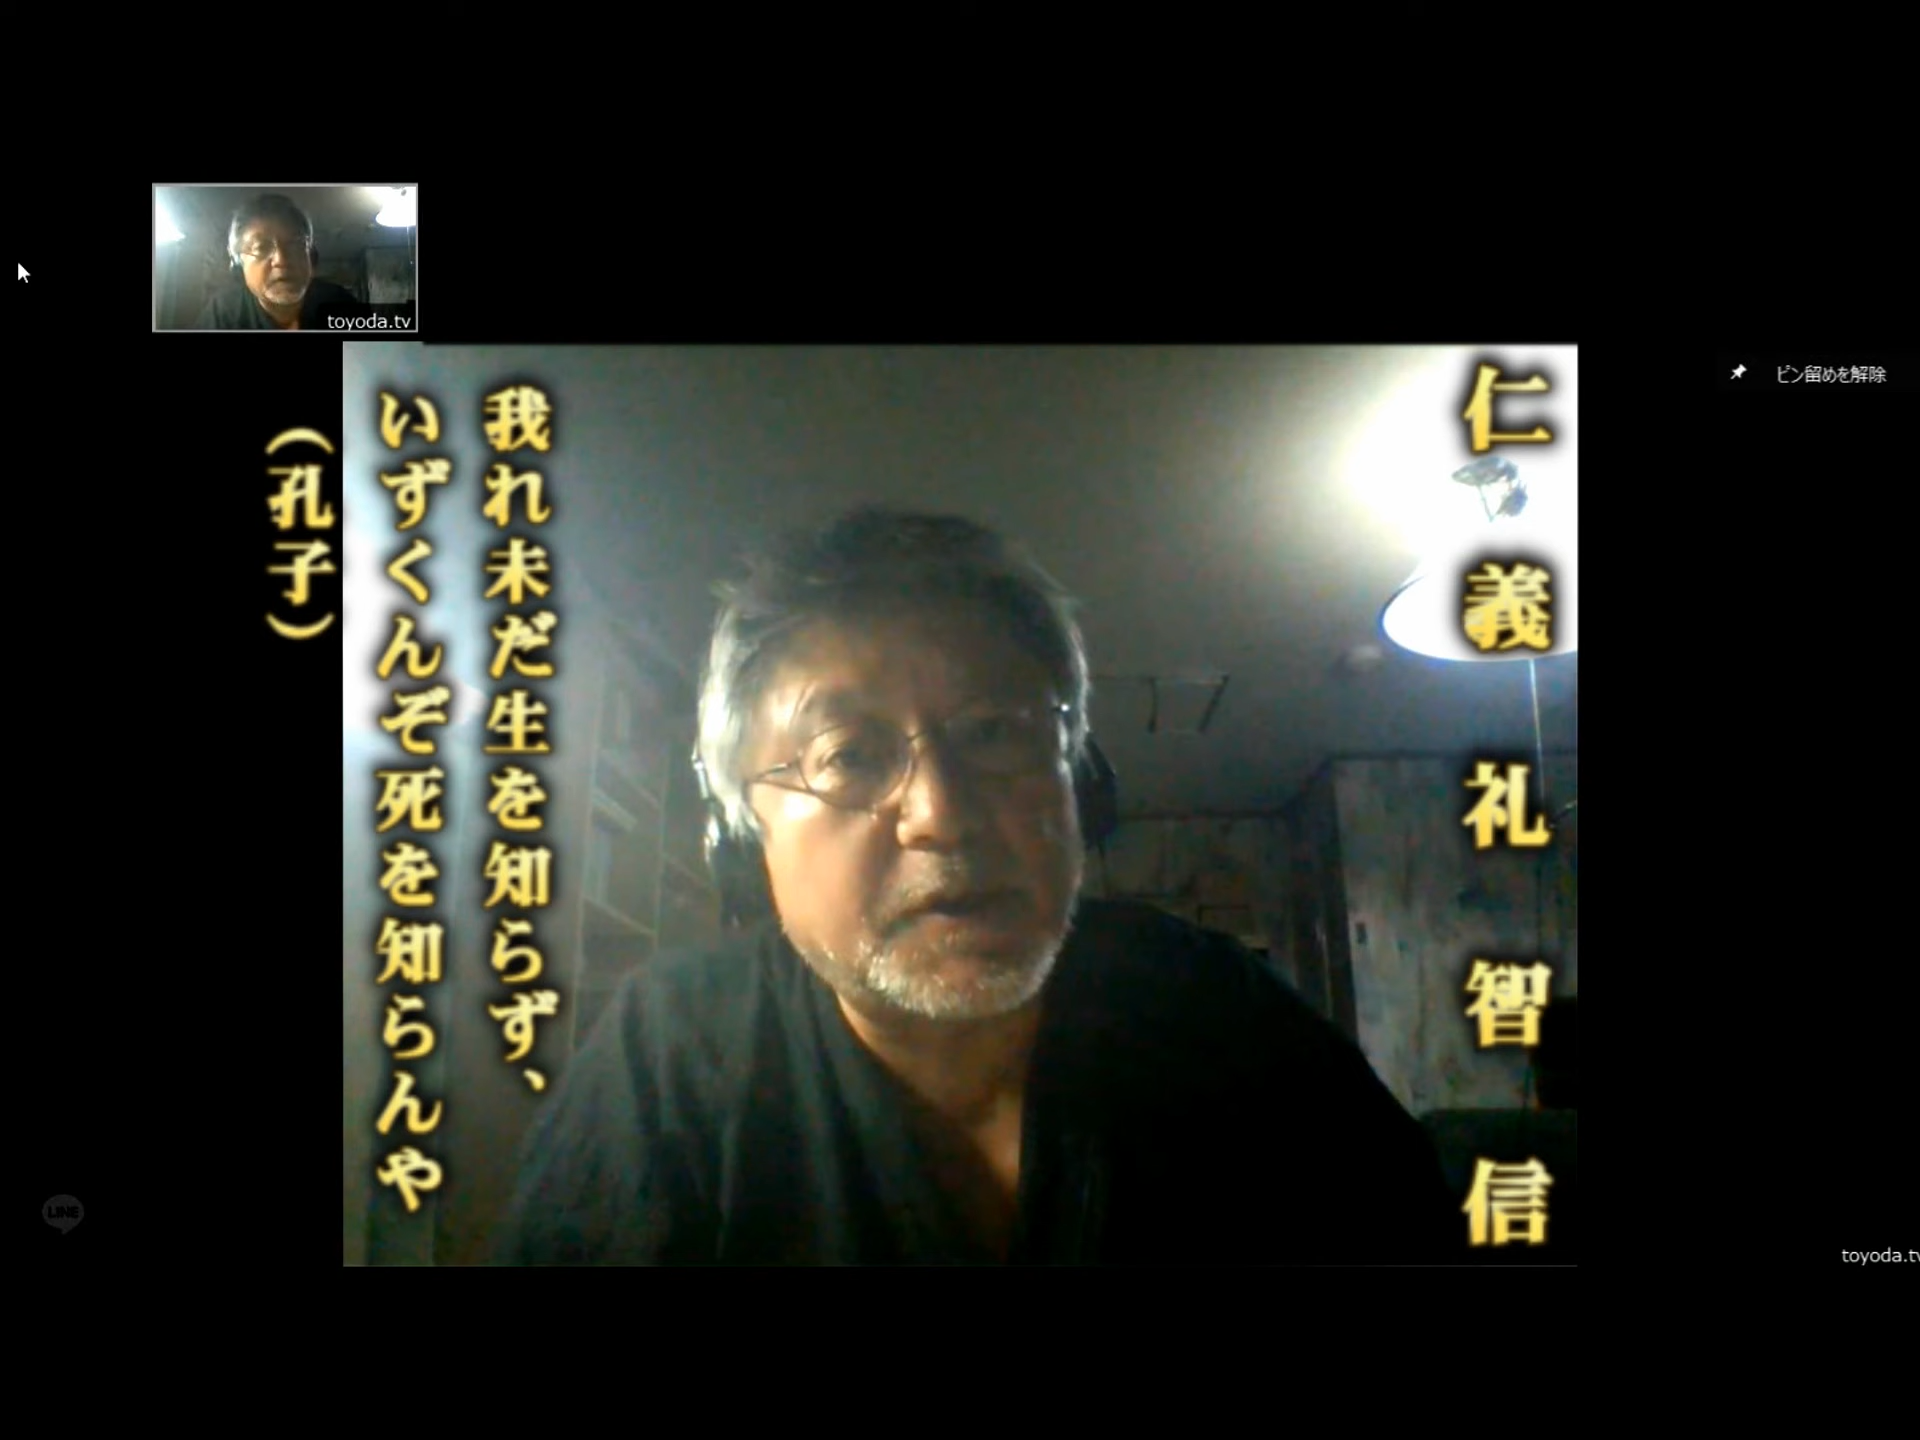 仁義礼智信
我れ未だ生を知らず、
いずくんぞ死を知らんや
（孔子）
toyoda.tv
ピン留めを解除
LINE
toyoda.tv